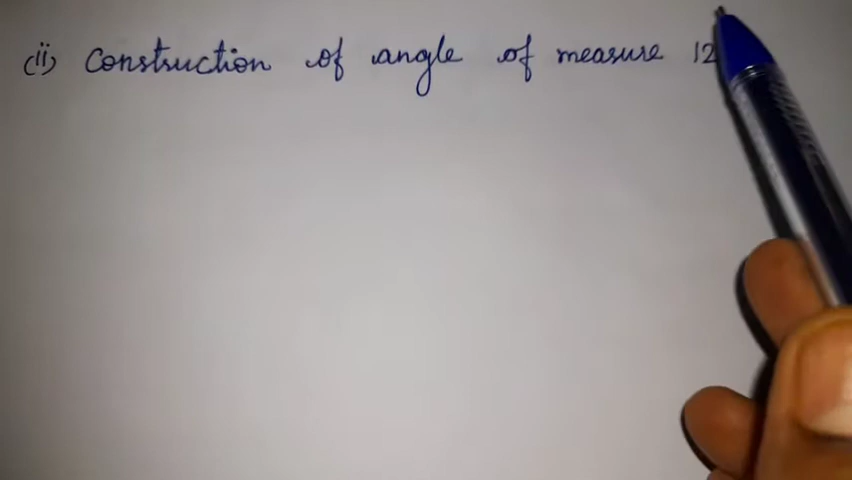 (ii) Construction of angle of measure 12